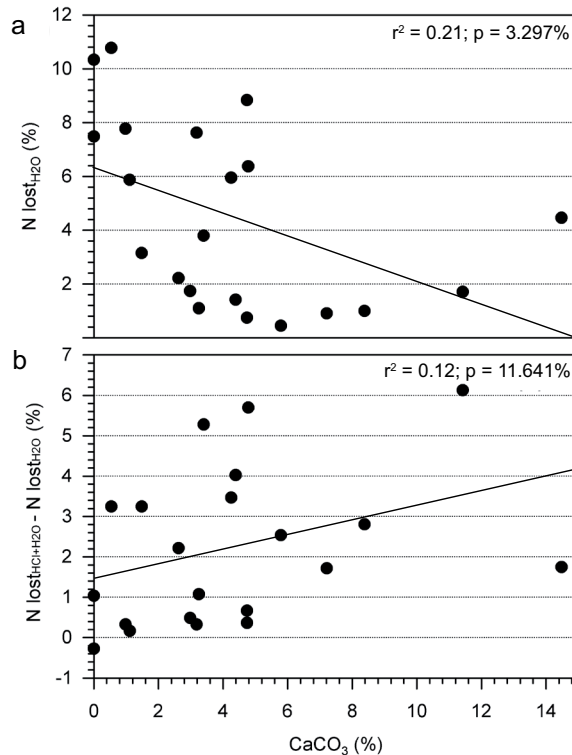 a
r² = 0.21; p = 3.297%
12
10
8
6
4
2
N lost_H2O (%)
b
r² = 0.12; p = 11.641%
7
6
5
4
3
2
1
0
-1
N lost_HCl+H2O - N lost_H2O (%)
0 2 4 6 8 10 12 14
CaCO₃ (%)